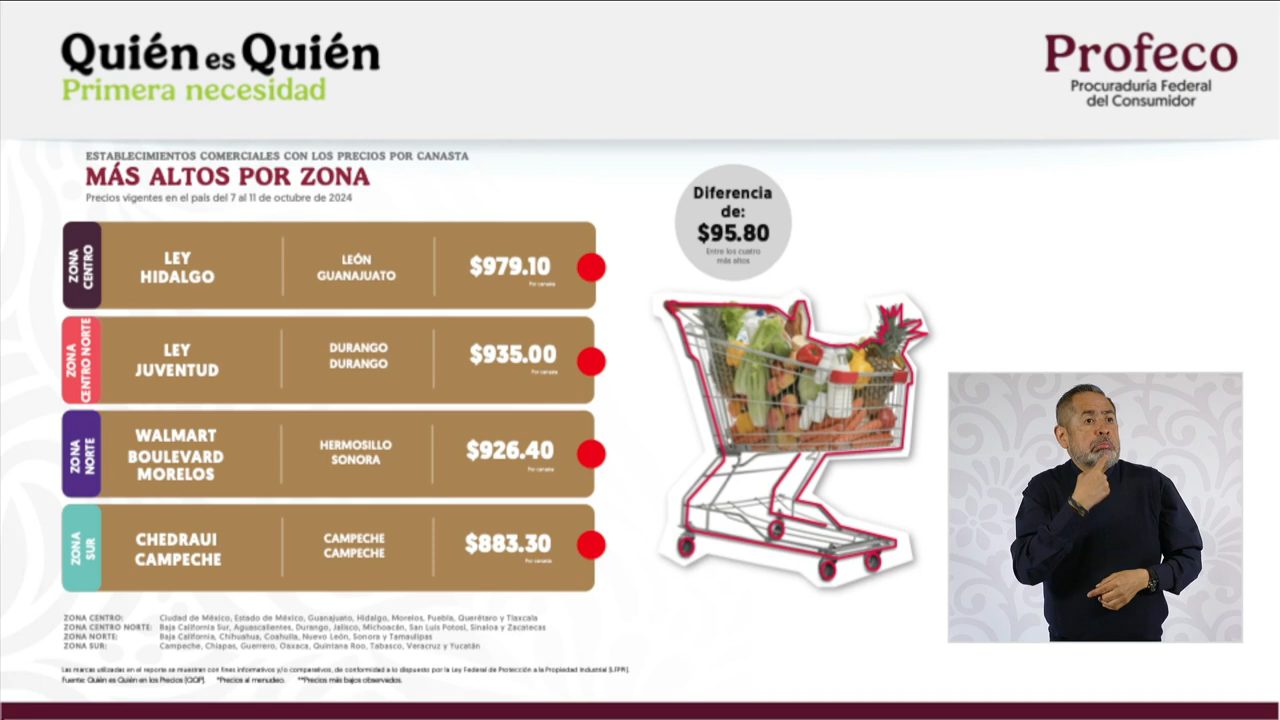 Quién es Quién
Primera necesidad
Profeco
Procuraduría Federal
del Consumidor
ESTABLECIMIENTOS COMERCIALES CON LOS PRECIOS POR CANASTA
MÁS ALTOS POR ZONA
Precios vigentes en el país del 7 al 11 de octubre de 2024
Diferencia
de:
$95.80
Entre los cuatro
más altos
ZONA
CENTRO
LEY
HIDALGO
LEÓN
GUANAJUATO
$979.10
Por canasta
ZONA
CENTRO NORTE
LEY
JUVENTUD
DURANGO
DURANGO
$935.00
Por canasta
ZONA
NORTE
WALMART
BOULEVARD
MORELOS
HERMOSILLO
SONORA
$926.40
Por canasta
ZONA
SUR
CHEDRAUI
CAMPECHE
CAMPECHE
CAMPECHE
$883.30
Por canasta
ZONA CENTRO: Ciudad de México, Estado de México, Guanajuato, Hidalgo, Morelos, Puebla, Querétaro y Tlaxcala
ZONA CENTRO NORTE: Baja California Sur, Aguascalientes, Durango, Jalisco, Michoacán, San Luis Potosí, Sinaloa y Zacatecas
ZONA NORTE: Baja California, Chihuahua, Coahuila, Nuevo León, Sonora y Tamaulipas
ZONA SUR: Campeche, Chiapas, Guerrero, Oaxaca, Quintana Roo, Tabasco, Veracruz y Yucatán
Las marcas utilizadas en el reporte se muestran con fines informativos y/o comparativos, de conformidad a lo dispuesto por la Ley Federal de Protección a la Propiedad Industrial (LFPPI).
Fuente: Quién es Quién en los Precios (QQP). *Precios al menudeo. **Precios más bajos observados.